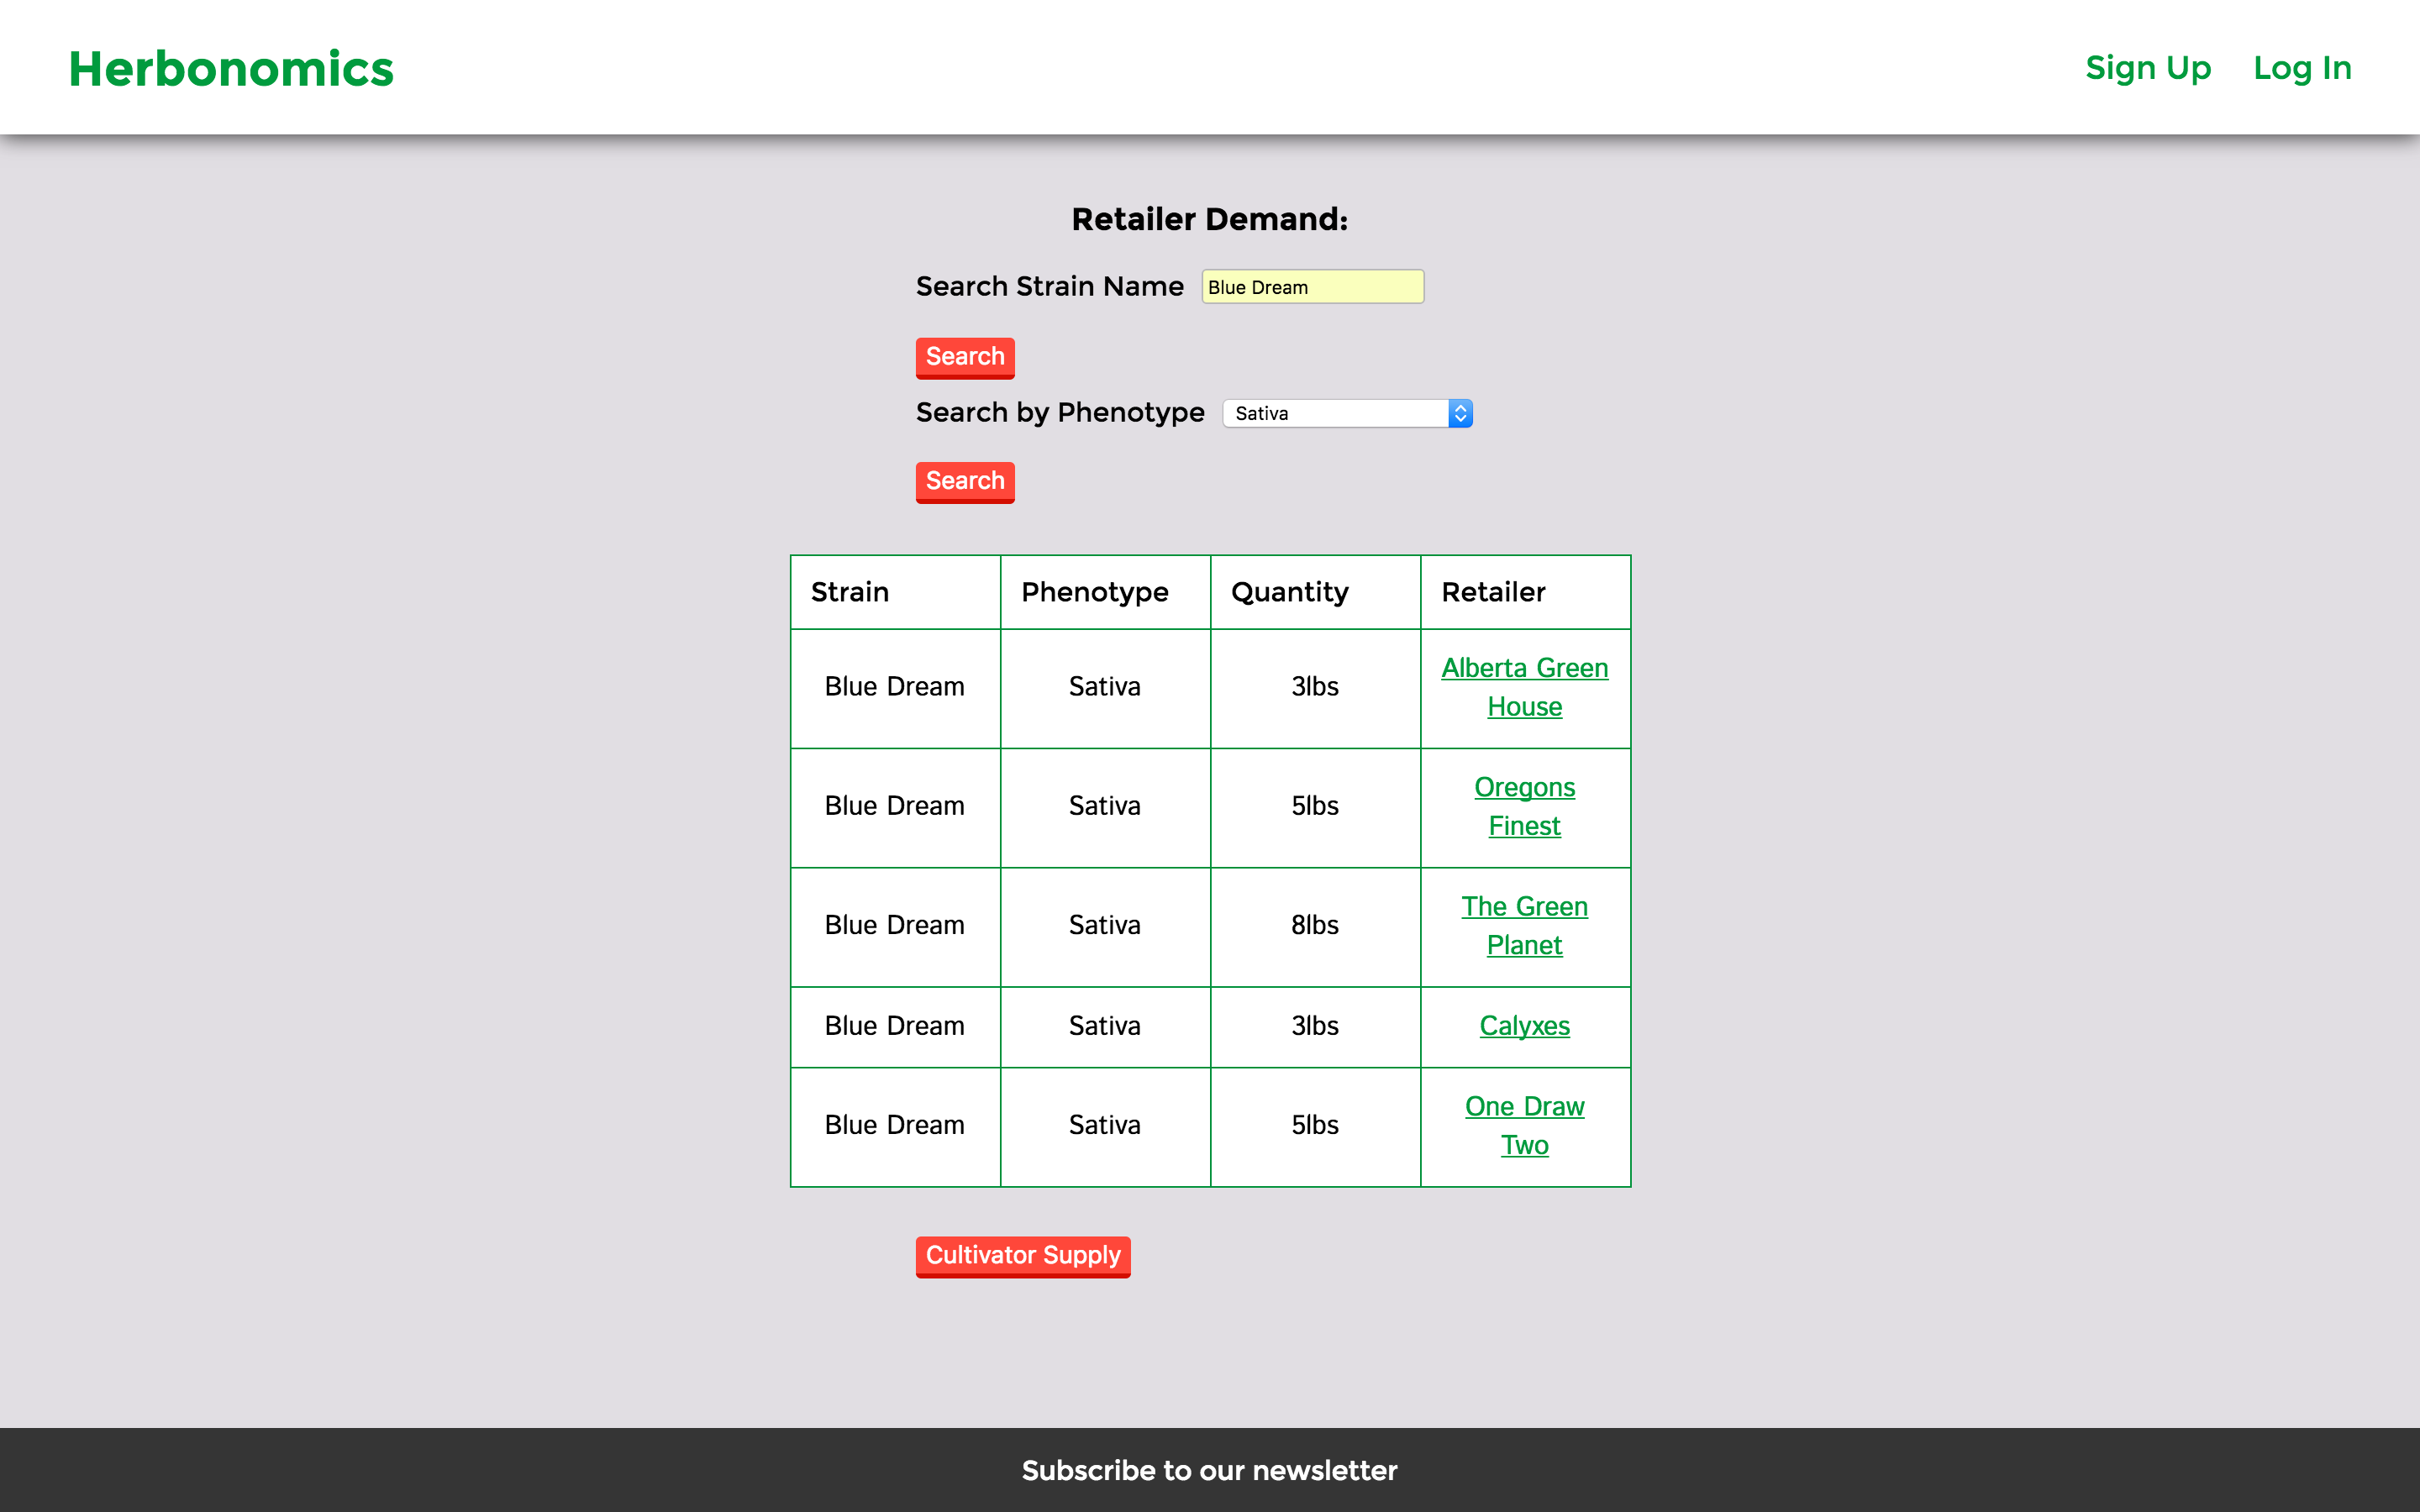 Herbonomics Sign Up Log In
Retailer Demand:
Search Strain Name Blue Dream
Search
Search by Phenotype Sativa
Search
Strain Phenotype Quantity Retailer
Blue Dream Sativa 3lbs Alberta Green
House
Blue Dream Sativa 5lbs Oregons
Finest
Blue Dream Sativa 8lbs The Green
Planet
Blue Dream Sativa 3lbs Calyxes
Blue Dream Sativa 5lbs One Draw
Two
Cultivator Supply
Subscribe to our newsletter